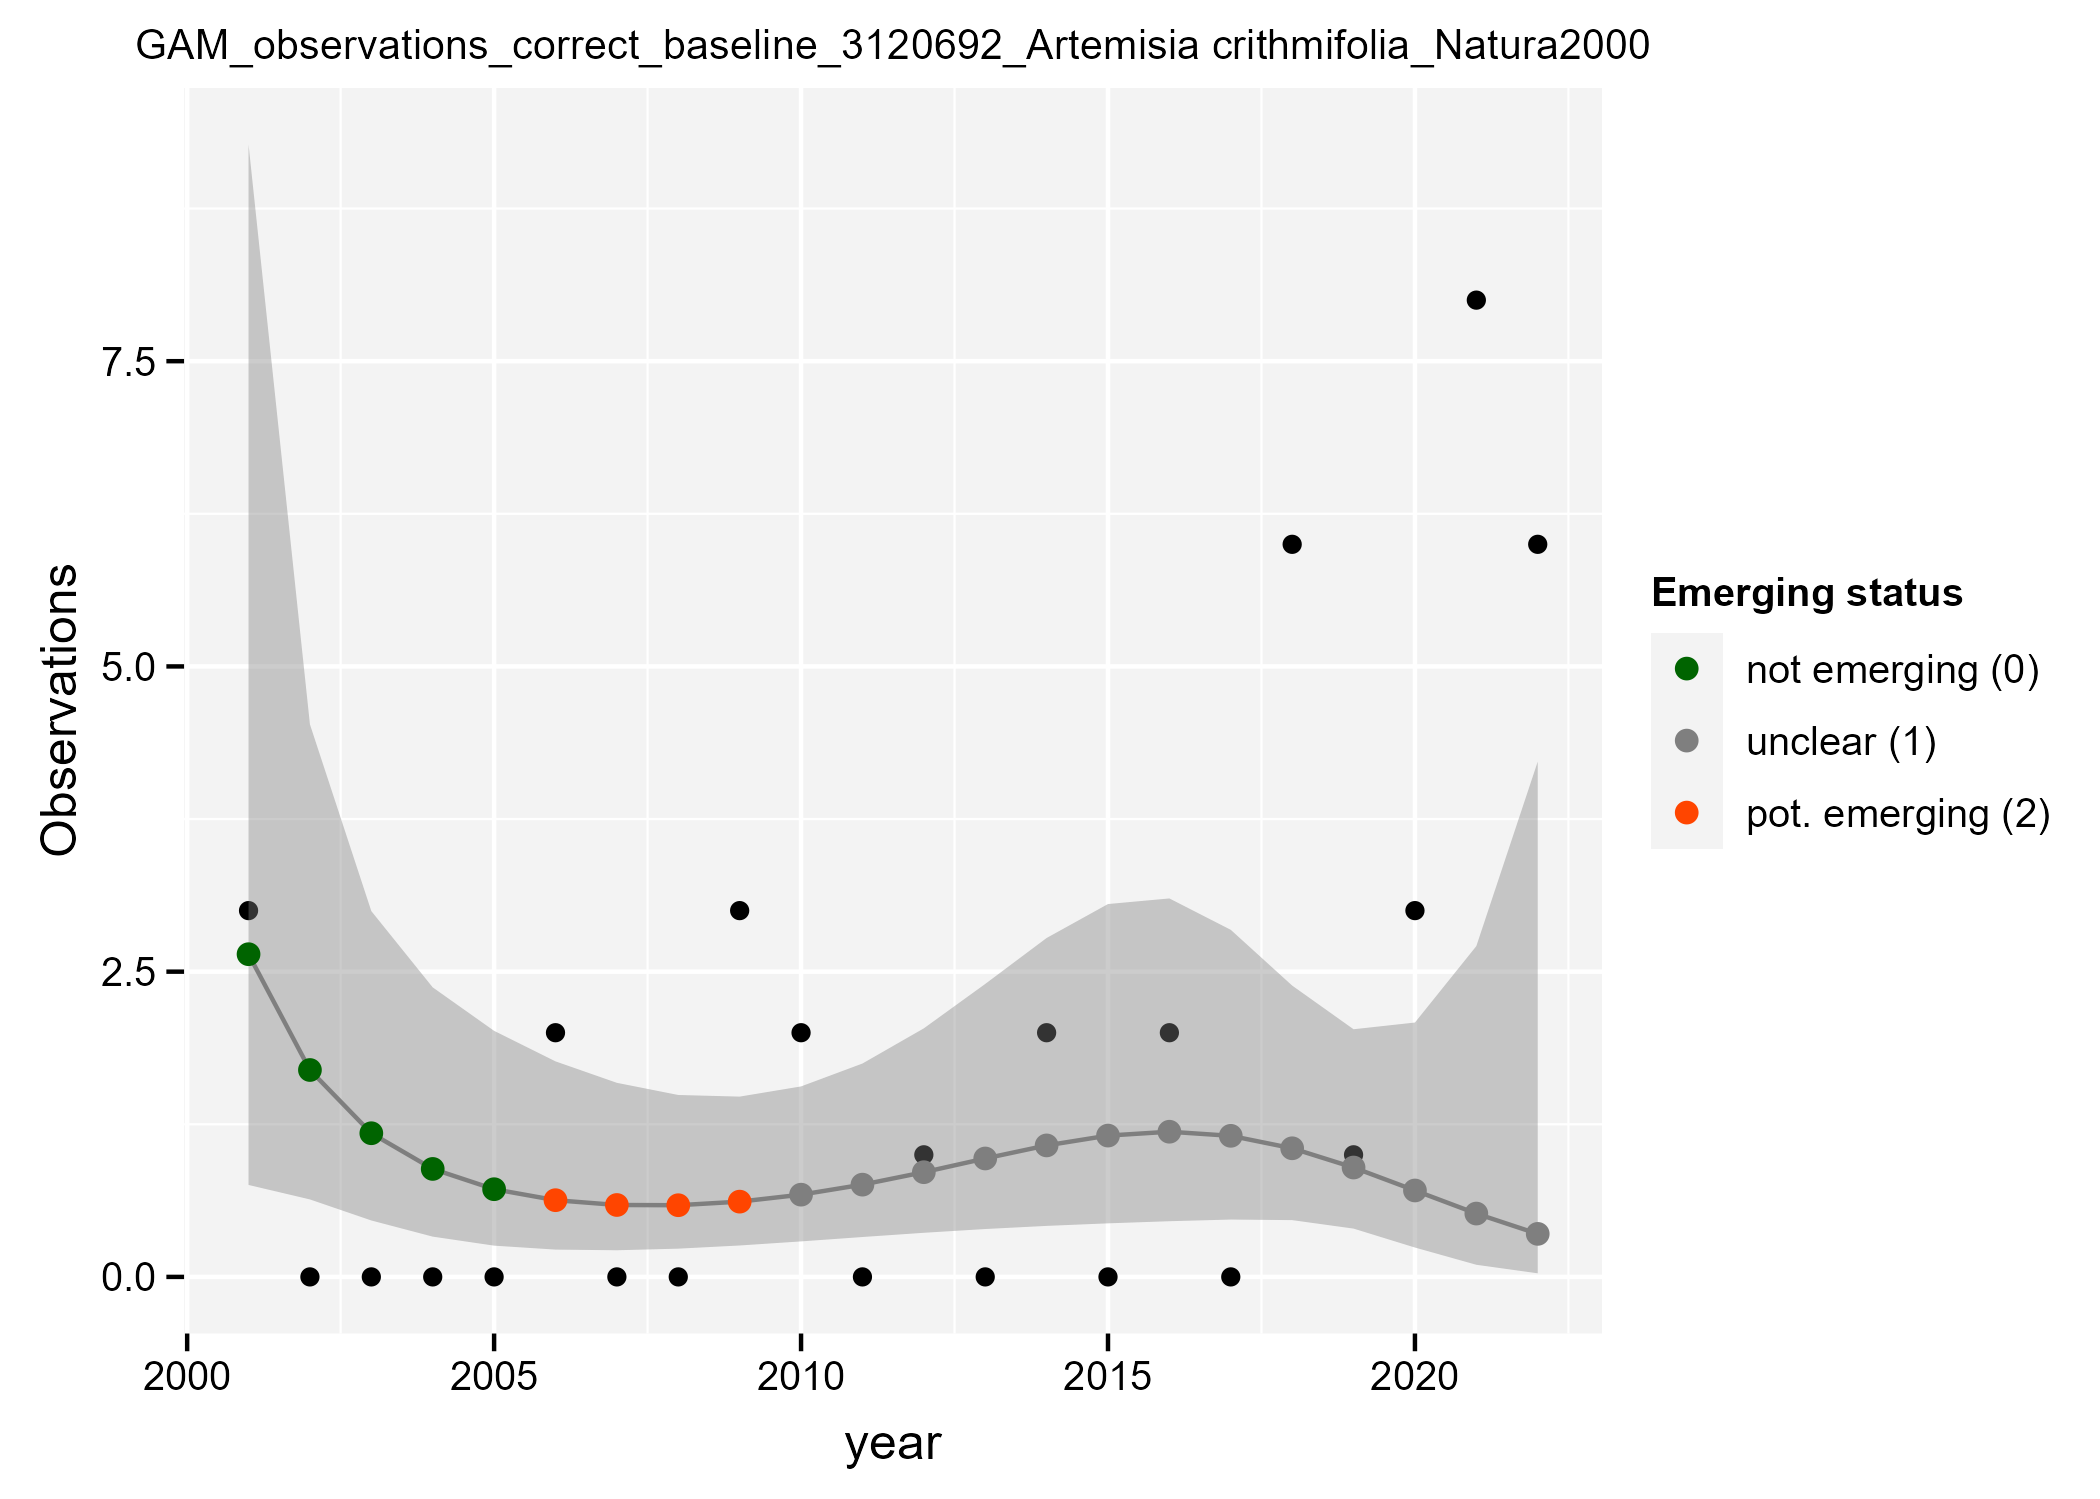 GAM_observations_correct_baseline_3120692_Artemisia crithmifolia_Natura2000
Observations
7.5
5.0
2.5
0.0
2000
2005
2010
2015
2020
year
Emerging status
not emerging (0)
unclear (1)
pot. emerging (2)